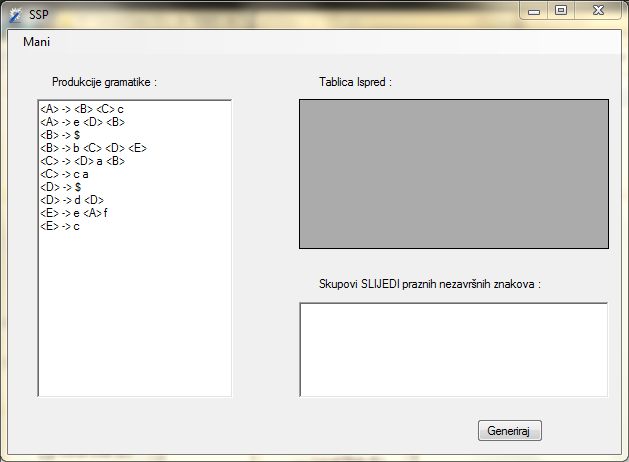 SSP
Mani
Produkcije gramatike :
<A> -> <B> <C> c
<A> -> e <D> <B>
<B> -> $
<B> -> b <C> <D> <E>
<C> -> <D> a <B>
<C> -> c a
<D> -> $
<D> -> d <D>
<E> -> e <A> f
<E> -> c
Tablica Ispred :
Skupovi SLIJEDI praznih nezavršnih znakova :
Generiraj